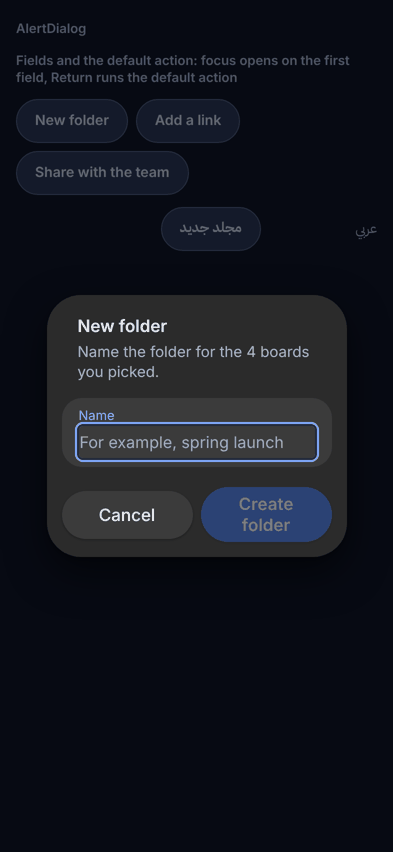 AlertDialog
Fields and the default action: focus opens on the first
field, Return runs the default action
New folder
Add a link
Share with the team
مجلد جديد
عربي
New folder
Name the folder for the 4 boards
you picked.
Name
For example, spring launch
Cancel
Create
folder